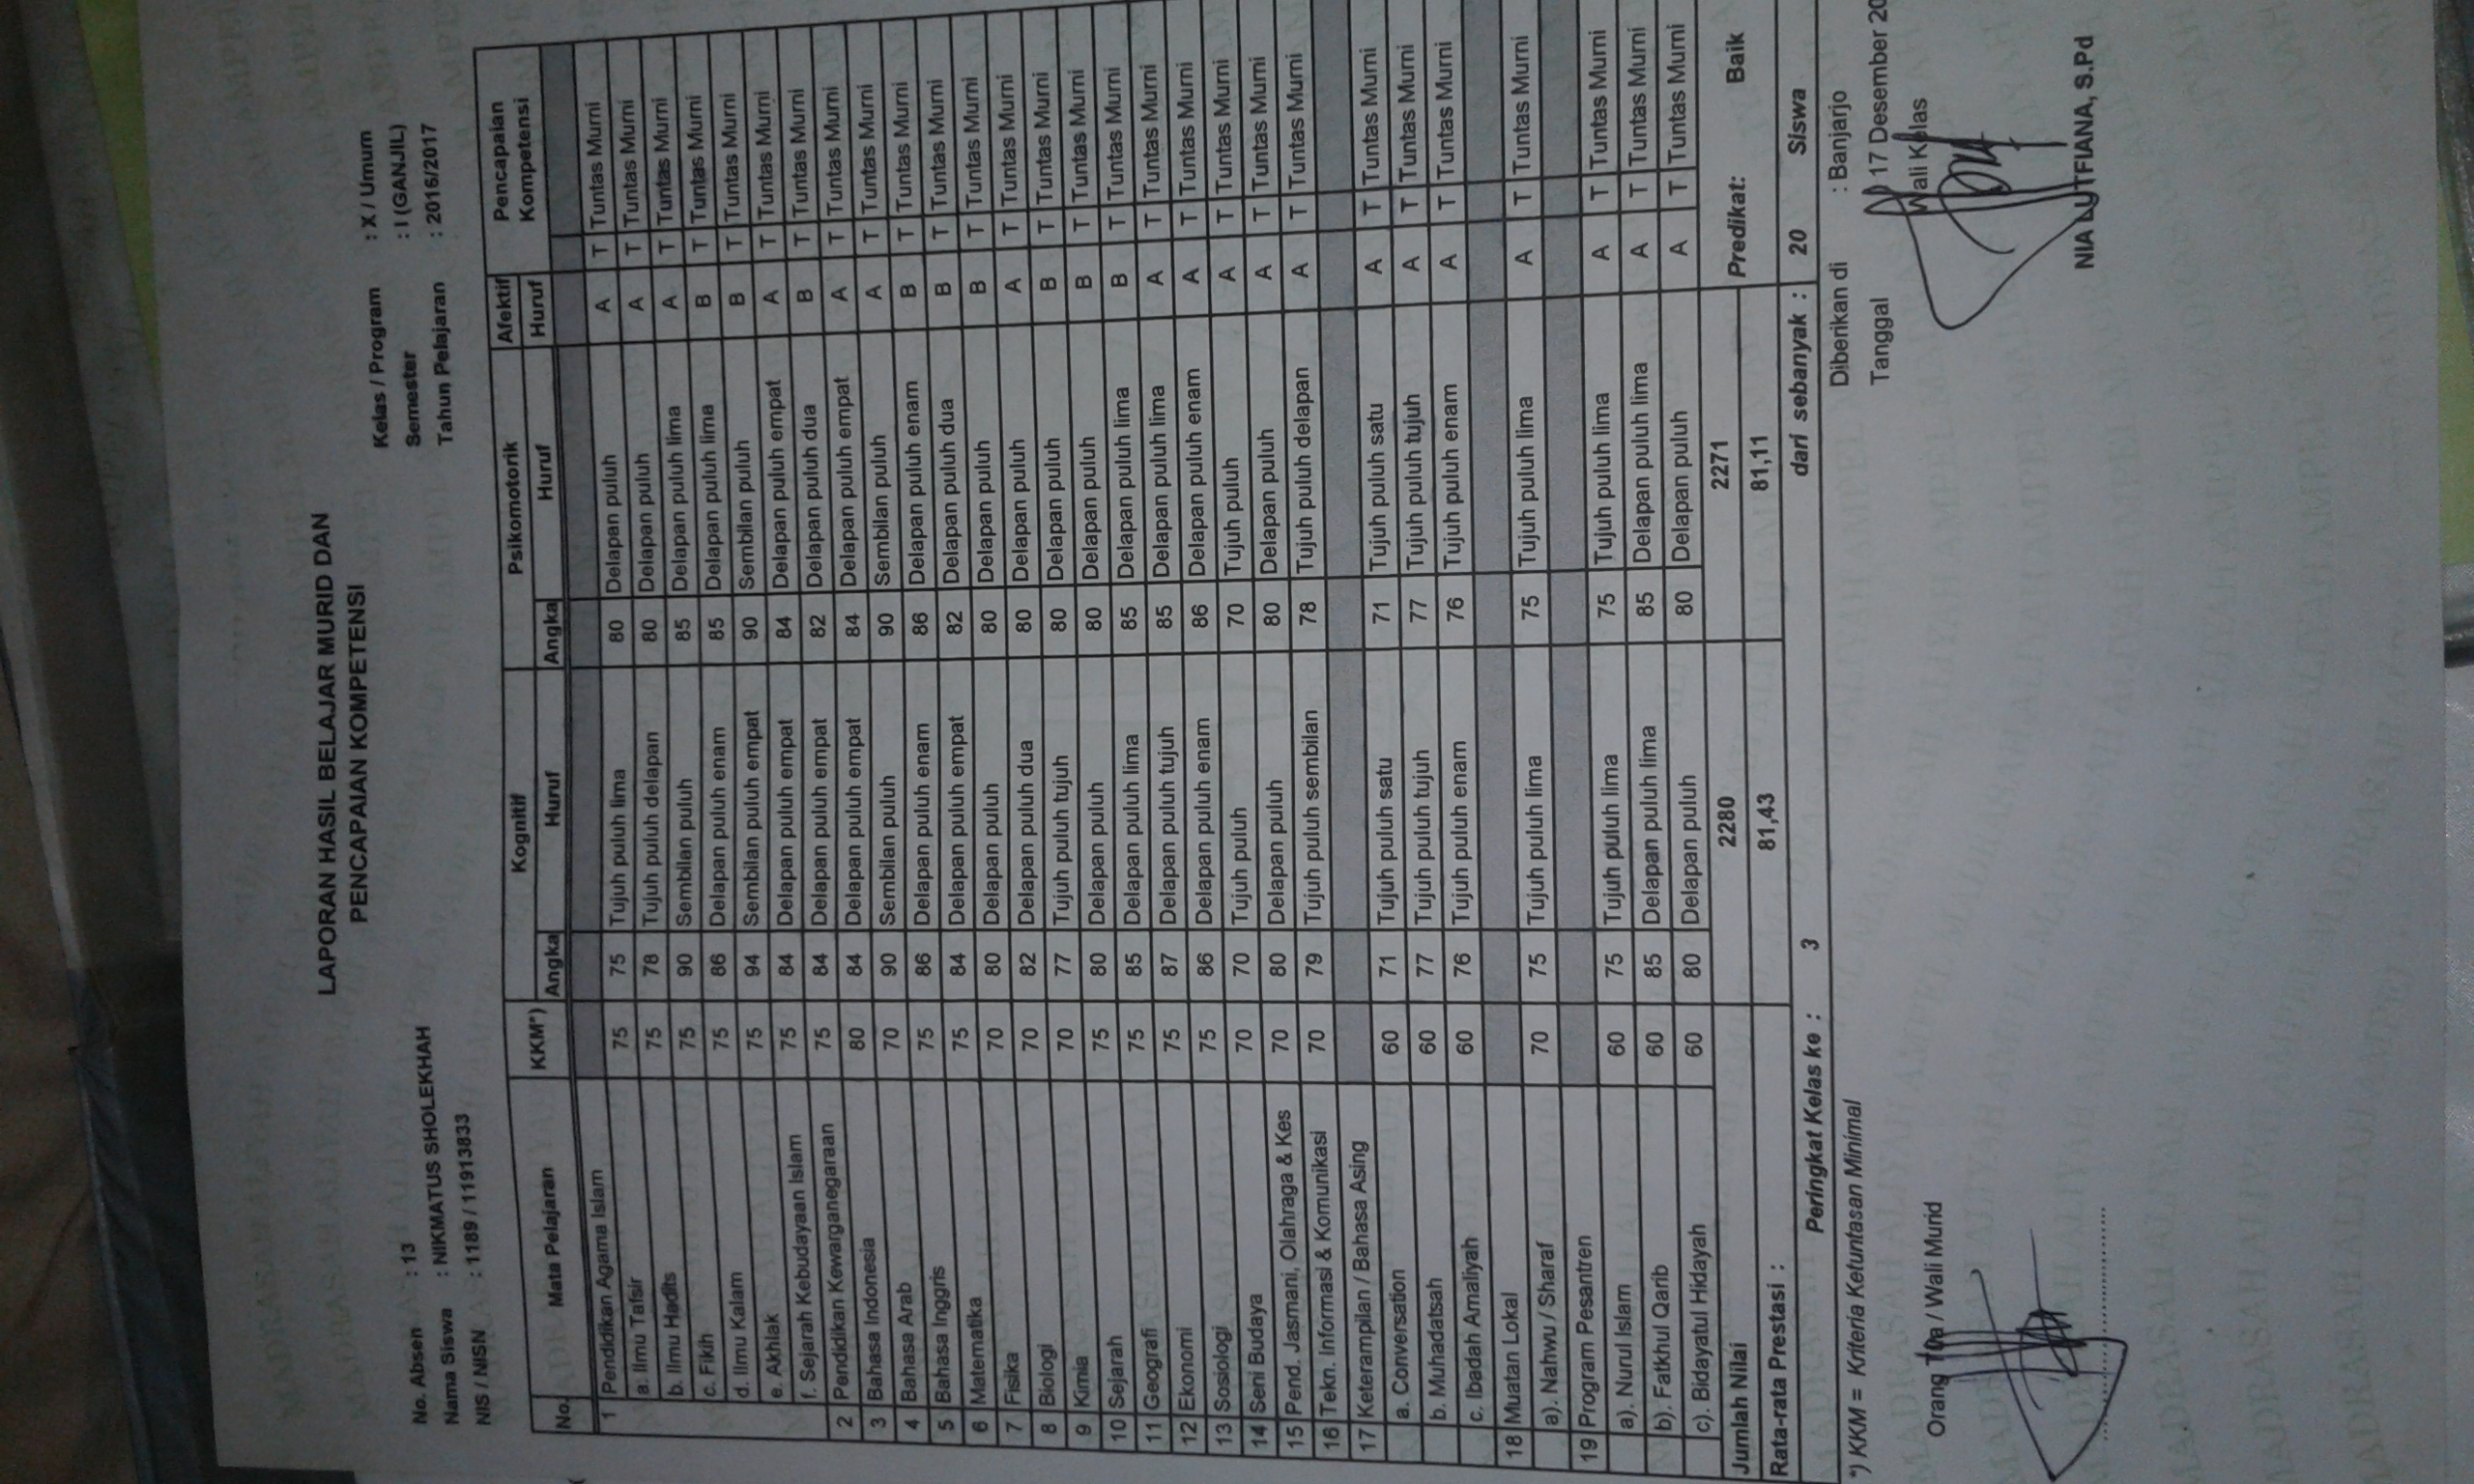 LAPORAN HASIL BELAJAR MURID DAN
PENCAPAIAN KOMPETENSI
No. Absen : 13
Nama Siswa : NIKMATUS SHOLEKHAH
NIS / NISN : 1189 / 11913833
Kelas / Program : X / Umum
Semester : I (GANJIL)
Tahun Pelajaran : 2016/2017
No. Mata Pelajaran KKM*) Kognitif Psikomotorik Afektif Pencapaian Kompetensi
Angka Huruf Angka Huruf Huruf
1 Pendidikan Agama Islam
a. Ilmu Tafsir 75 75 Tujuh puluh lima 80 Delapan puluh A T Tuntas Murni
b. Ilmu Hadits 75 78 Tujuh puluh delapan 80 Delapan puluh A T Tuntas Murni
c. Fikih 75 90 Sembilan puluh 85 Delapan puluh lima A T Tuntas Murni
d. Ilmu Kalam 75 86 Delapan puluh enam 85 Delapan puluh lima B T Tuntas Murni
e. Akhlak 75 94 Sembilan puluh empat 90 Sembilan puluh B T Tuntas Murni
f. Sejarah Kebudayaan Islam 75 84 Delapan puluh empat 84 Delapan puluh empat A T Tuntas Murni
2 Pendidikan Kewarganegaraan 75 84 Delapan puluh empat 82 Delapan puluh dua B T Tuntas Murni
3 Bahasa Indonesia 80 84 Delapan puluh empat 84 Delapan puluh empat A T Tuntas Murni
4 Bahasa Arab 70 90 Sembilan puluh 90 Sembilan puluh A T Tuntas Murni
5 Bahasa Inggris 75 86 Delapan puluh enam 86 Delapan puluh enam B T Tuntas Murni
6 Matematika 75 84 Delapan puluh empat 82 Delapan puluh dua B T Tuntas Murni
7 Fisika 70 80 Delapan puluh 80 Delapan puluh B T Tuntas Murni
8 Biologi 70 82 Delapan puluh dua 80 Delapan puluh A T Tuntas Murni
9 Kimia 70 77 Tujuh puluh tujuh 80 Delapan puluh B T Tuntas Murni
10 Sejarah 75 80 Delapan puluh 80 Delapan puluh B T Tuntas Murni
11 Geografi 75 85 Delapan puluh lima 85 Delapan puluh lima B T Tuntas Murni
12 Ekonomi 75 87 Delapan puluh tujuh 85 Delapan puluh lima A T Tuntas Murni
13 Sosiologi 75 86 Delapan puluh enam 86 Delapan puluh enam A T Tuntas Murni
14 Seni Budaya 70 70 Tujuh puluh 70 Tujuh puluh A T Tuntas Murni
15 Pend. Jasmani, Olahraga & Kes 70 80 Delapan puluh 80 Delapan puluh A T Tuntas Murni
16 Tekn. Informasi & Komunikasi 70 79 Tujuh puluh sembilan 78 Tujuh puluh delapan A T Tuntas Murni
17 Keterampilan / Bahasa Asing
a. Conversation 60 71 Tujuh puluh satu 71 Tujuh puluh satu A T Tuntas Murni
b. Muhadatsah 60 77 Tujuh puluh tujuh 77 Tujuh puluh tujuh A T Tuntas Murni
c. Ibadah Amaliyah 60 76 Tujuh puluh enam 76 Tujuh puluh enam A T Tuntas Murni
18 Muatan Lokal
a). Nahwu / Sharaf 70 75 Tujuh puluh lima 75 Tujuh puluh lima A T Tuntas Murni
19 Program Pesantren
a). Nurul Islam 60 75 Tujuh puluh lima 75 Tujuh puluh lima A T Tuntas Murni
b). Fatkhul Qarib 60 85 Delapan puluh lima 85 Delapan puluh lima A T Tuntas Murni
c). Bidayatul Hidayah 60 80 Delapan puluh 80 Delapan puluh A T Tuntas Murni
Jumlah Nilai 2280 2271 Predikat: Baik
Rata-rata Prestasi : 81,43 81,11
Peringkat Kelas ke : 3 dari sebanyak : 20 Siswa
*) KKM = Kriteria Ketuntasan Minimal
Diberikan di : Banjarjo
Tanggal 17 Desember 20
Orang Tua / Wali Murid
Wali Kelas
NIA LUTFIANA, S.Pd